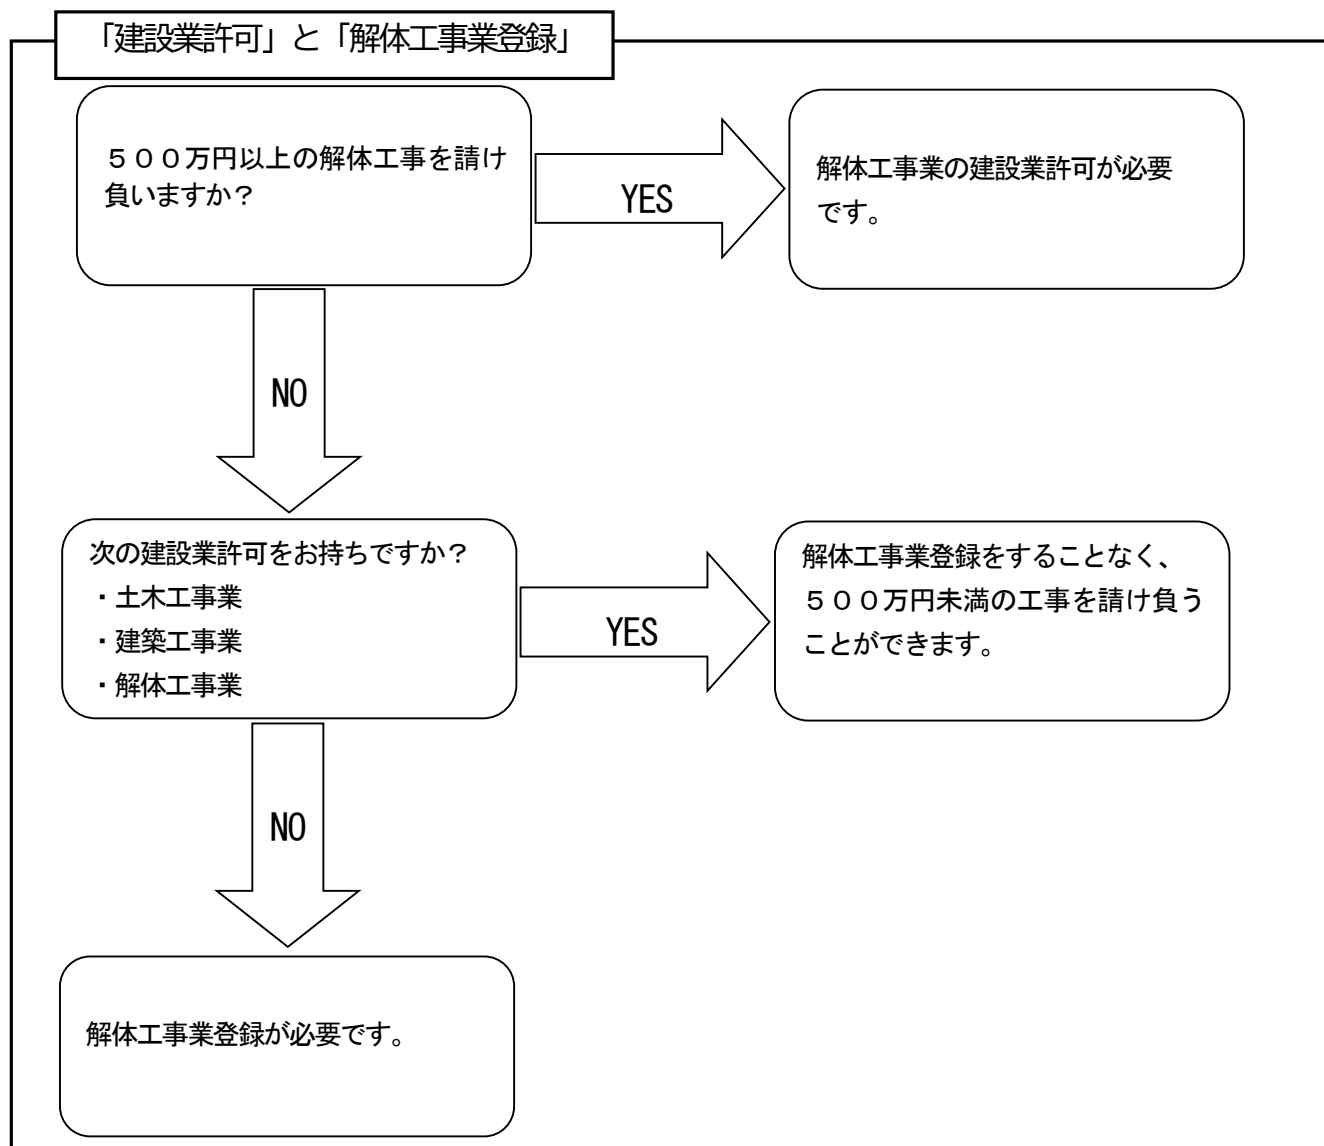 「建設業許可」と「解体工事業登録」
５００万円以上の解体工事を請け
負いますか？
YES
解体工事業の建設業許可が必要
です。
NO
次の建設業許可をお持ちですか？
・土木工事業
・建築工事業
・解体工事業
YES
解体工事業登録をすることなく、
５００万円未満の工事を請け負う
ことができます。
NO
解体工事業登録が必要です。